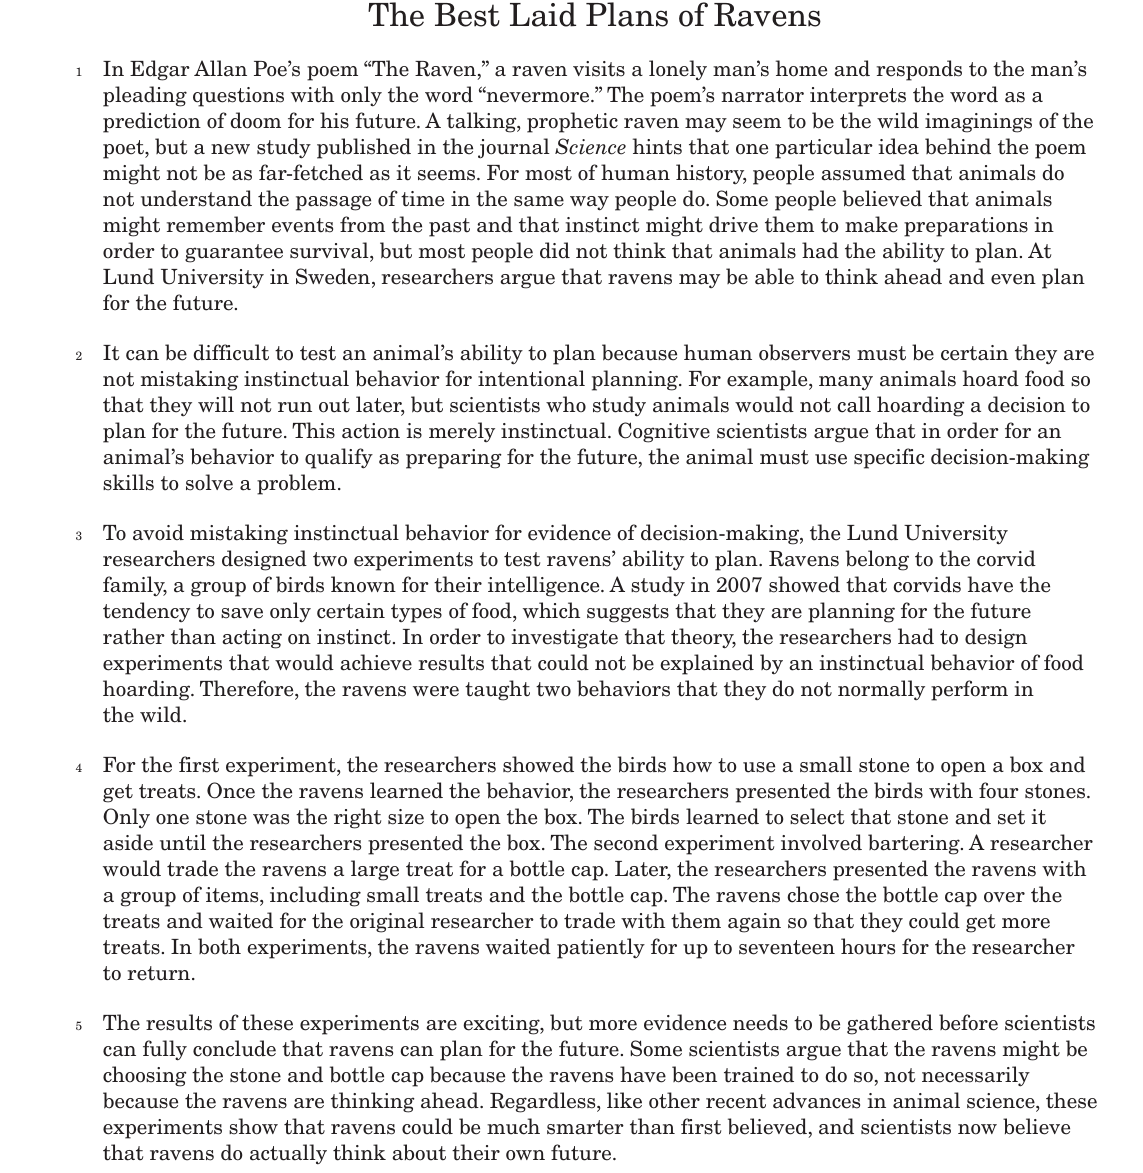 The Best Laid Plans of Ravens
1 In Edgar Allan Poe’s poem “The Raven,” a raven visits a lonely man’s home and responds to the man’s
pleading questions with only the word “nevermore.” The poem’s narrator interprets the word as a
prediction of doom for his future. A talking, prophetic raven may seem to be the wild imaginings of the
poet, but a new study published in the journal Science hints that one particular idea behind the poem
might not be as far-fetched as it seems. For most of human history, people assumed that animals do
not understand the passage of time in the same way people do. Some people believed that animals
might remember events from the past and that instinct might drive them to make preparations in
order to guarantee survival, but most people did not think that animals had the ability to plan. At
Lund University in Sweden, researchers argue that ravens may be able to think ahead and even plan
for the future.
2 It can be difficult to test an animal’s ability to plan because human observers must be certain they are
not mistaking instinctual behavior for intentional planning. For example, many animals hoard food so
that they will not run out later, but scientists who study animals would not call hoarding a decision to
plan for the future. This action is merely instinctual. Cognitive scientists argue that in order for an
animal’s behavior to qualify as preparing for the future, the animal must use specific decision-making
skills to solve a problem.
3 To avoid mistaking instinctual behavior for evidence of decision-making, the Lund University
researchers designed two experiments to test ravens’ ability to plan. Ravens belong to the corvid
family, a group of birds known for their intelligence. A study in 2007 showed that corvids have the
tendency to save only certain types of food, which suggests that they are planning for the future
rather than acting on instinct. In order to investigate that theory, the researchers had to design
experiments that would achieve results that could not be explained by an instinctual behavior of food
hoarding. Therefore, the ravens were taught two behaviors that they do not normally perform in
the wild.
4 For the first experiment, the researchers showed the birds how to use a small stone to open a box and
get treats. Once the ravens learned the behavior, the researchers presented the birds with four stones.
Only one stone was the right size to open the box. The birds learned to select that stone and set it
aside until the researchers presented the box. The second experiment involved bartering. A researcher
would trade the ravens a large treat for a bottle cap. Later, the researchers presented the ravens with
a group of items, including small treats and the bottle cap. The ravens chose the bottle cap over the
treats and waited for the original researcher to trade with them again so that they could get more
treats. In both experiments, the ravens waited patiently for up to seventeen hours for the researcher
to return.
5 The results of these experiments are exciting, but more evidence needs to be gathered before scientists
can fully conclude that ravens can plan for the future. Some scientists argue that the ravens might be
choosing the stone and bottle cap because the ravens have been trained to do so, not necessarily
because the ravens are thinking ahead. Regardless, like other recent advances in animal science, these
experiments show that ravens could be much smarter than first believed, and scientists now believe
that ravens do actually think about their own future.